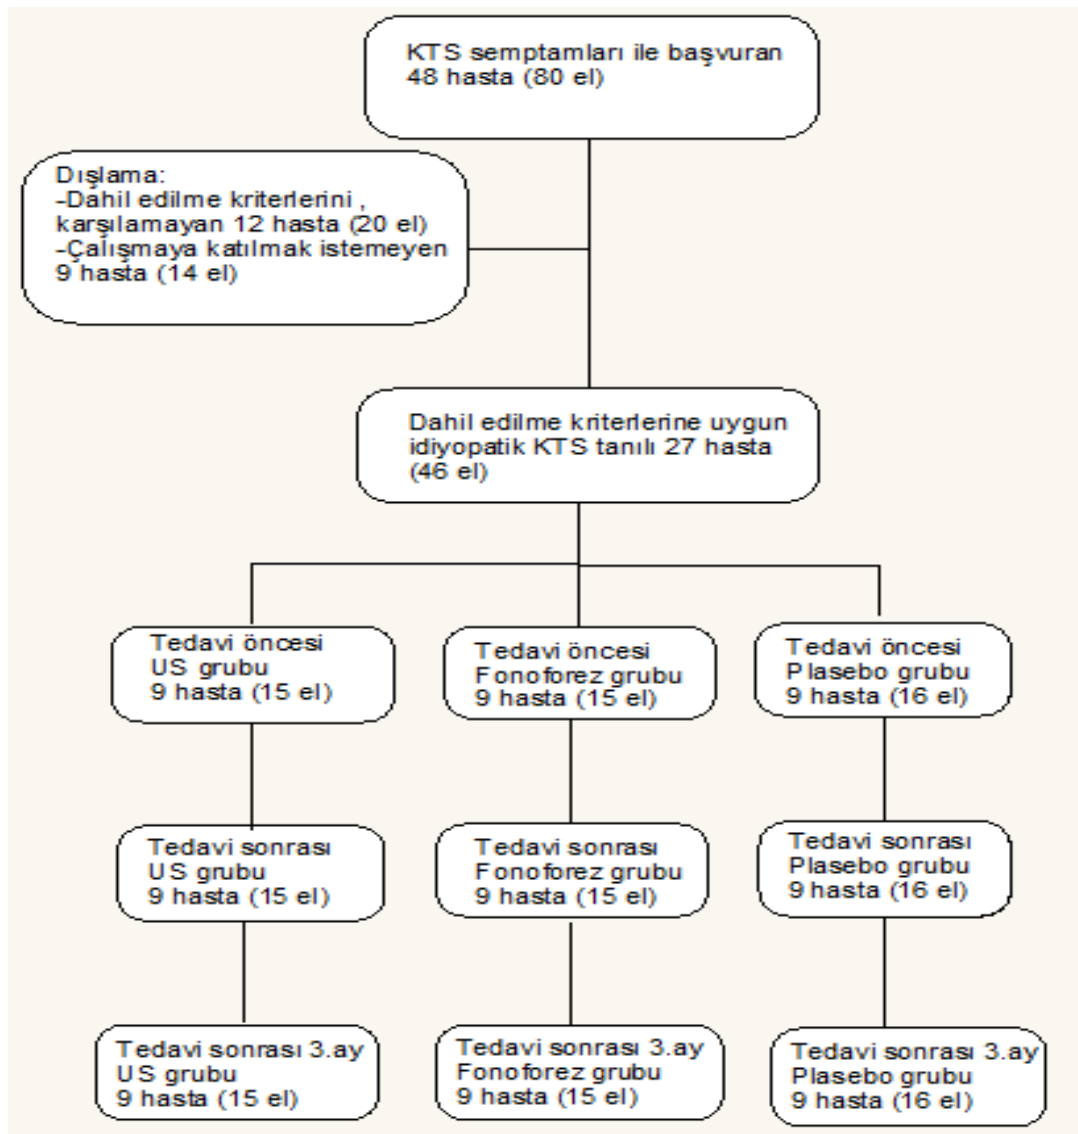 KTS semptamları ile başvuran
48 hasta (80 el)
Dışlama:
-Dahil edilme kriterlerini ,
karşılamayan 12 hasta (20 el)
-Çalışmaya katılmak istemeyen
9 hasta (14 el)
Dahil edilme kriterlerine uygun
idiyopatik KTS tanılı 27 hasta
(46 el)
Tedavi öncesi
US grubu
9 hasta (15 el)
Tedavi öncesi
Fonoforez grubu
9 hasta (15 el)
Tedavi öncesi
Plasebo grubu
9 hasta (16 el)
Tedavi sonrası
US grubu
9 hasta (15 el)
Tedavi sonrası
Fonoforez grubu
9 hasta (15 el)
Tedavi sonrası
Plasebo grubu
9 hasta (16 el)
Tedavi sonrası 3.ay
US grubu
9 hasta (15 el)
Tedavi sonrası 3.ay
Fonoforez grubu
9 hasta (15 el)
Tedavi sonrası 3.ay
Plasebo grubu
9 hasta (16 el)